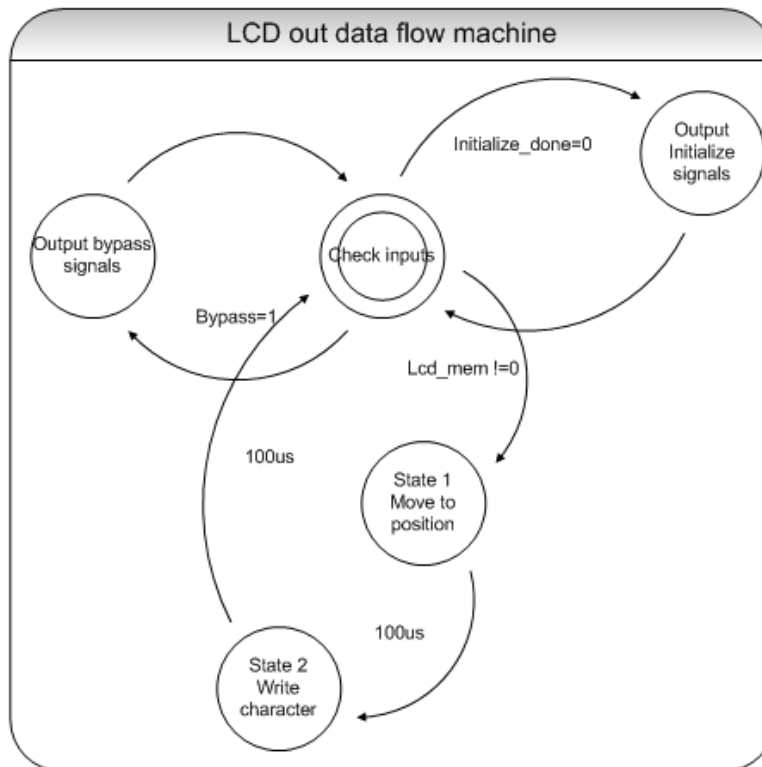 LCD out data flow machine
Output
Initialize
signals
Initialize_done=0
Output bypass
signals
Check inputs
Bypass=1
Lcd_mem !=0
100us
State 1
Move to
position
100us
State 2
Write
character